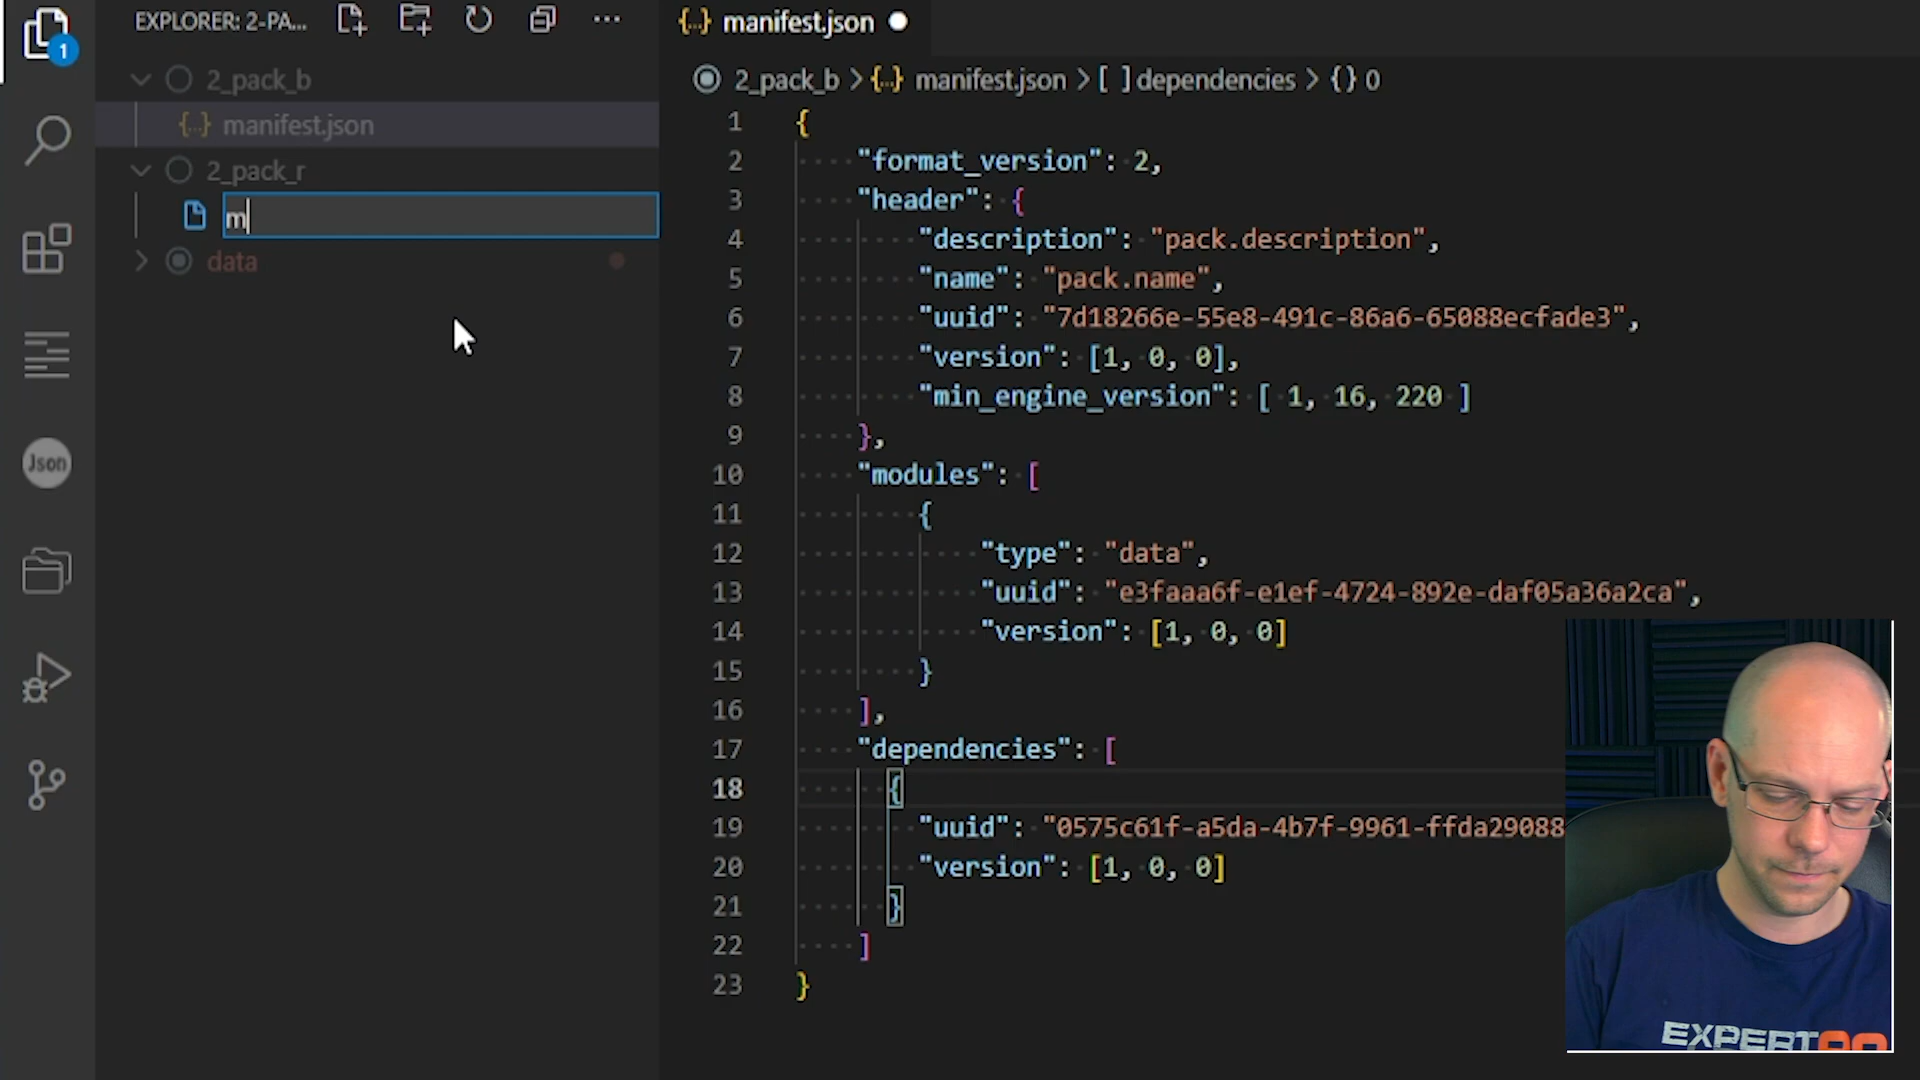 EXPLORER: 2-PA...
1
2_pack_b
{..} manifest.json
2_pack_r
m
data
Json
{..} manifest.json
2_pack_b > {..} manifest.json > [ ] dependencies > {} 0
1 {
2 "format_version": 2,
3 "header": {
4 "description": "pack.description",
5 "name": "pack.name",
6 "uuid": "7d18266e-55e8-491c-86a6-65088ecfade3",
7 "version": [1, 0, 0],
8 "min_engine_version": [ 1, 16, 220 ]
9 },
10 "modules": [
11 {
12 "type": "data",
13 "uuid": "e3faaa6f-e1ef-4724-892e-daf05a36a2ca",
14 "version": [1, 0, 0]
15 }
16 ],
17 "dependencies": [
18 {
19 "uuid": "0575c61f-a5da-4b7f-9961-ffda29088
20 "version": [1, 0, 0]
21 }
22 ]
23 }
EXPERT